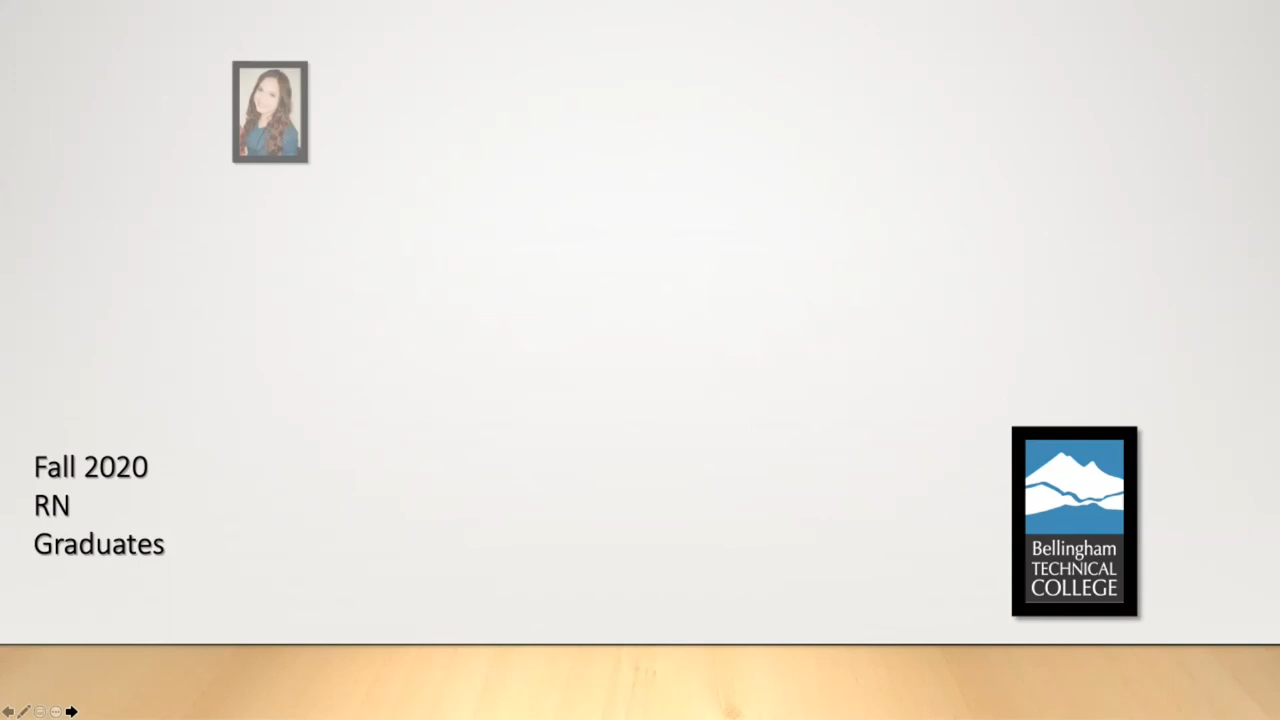 Fall 2020
RN
Graduates
Bellingham
TECHNICAL
COLLEGE